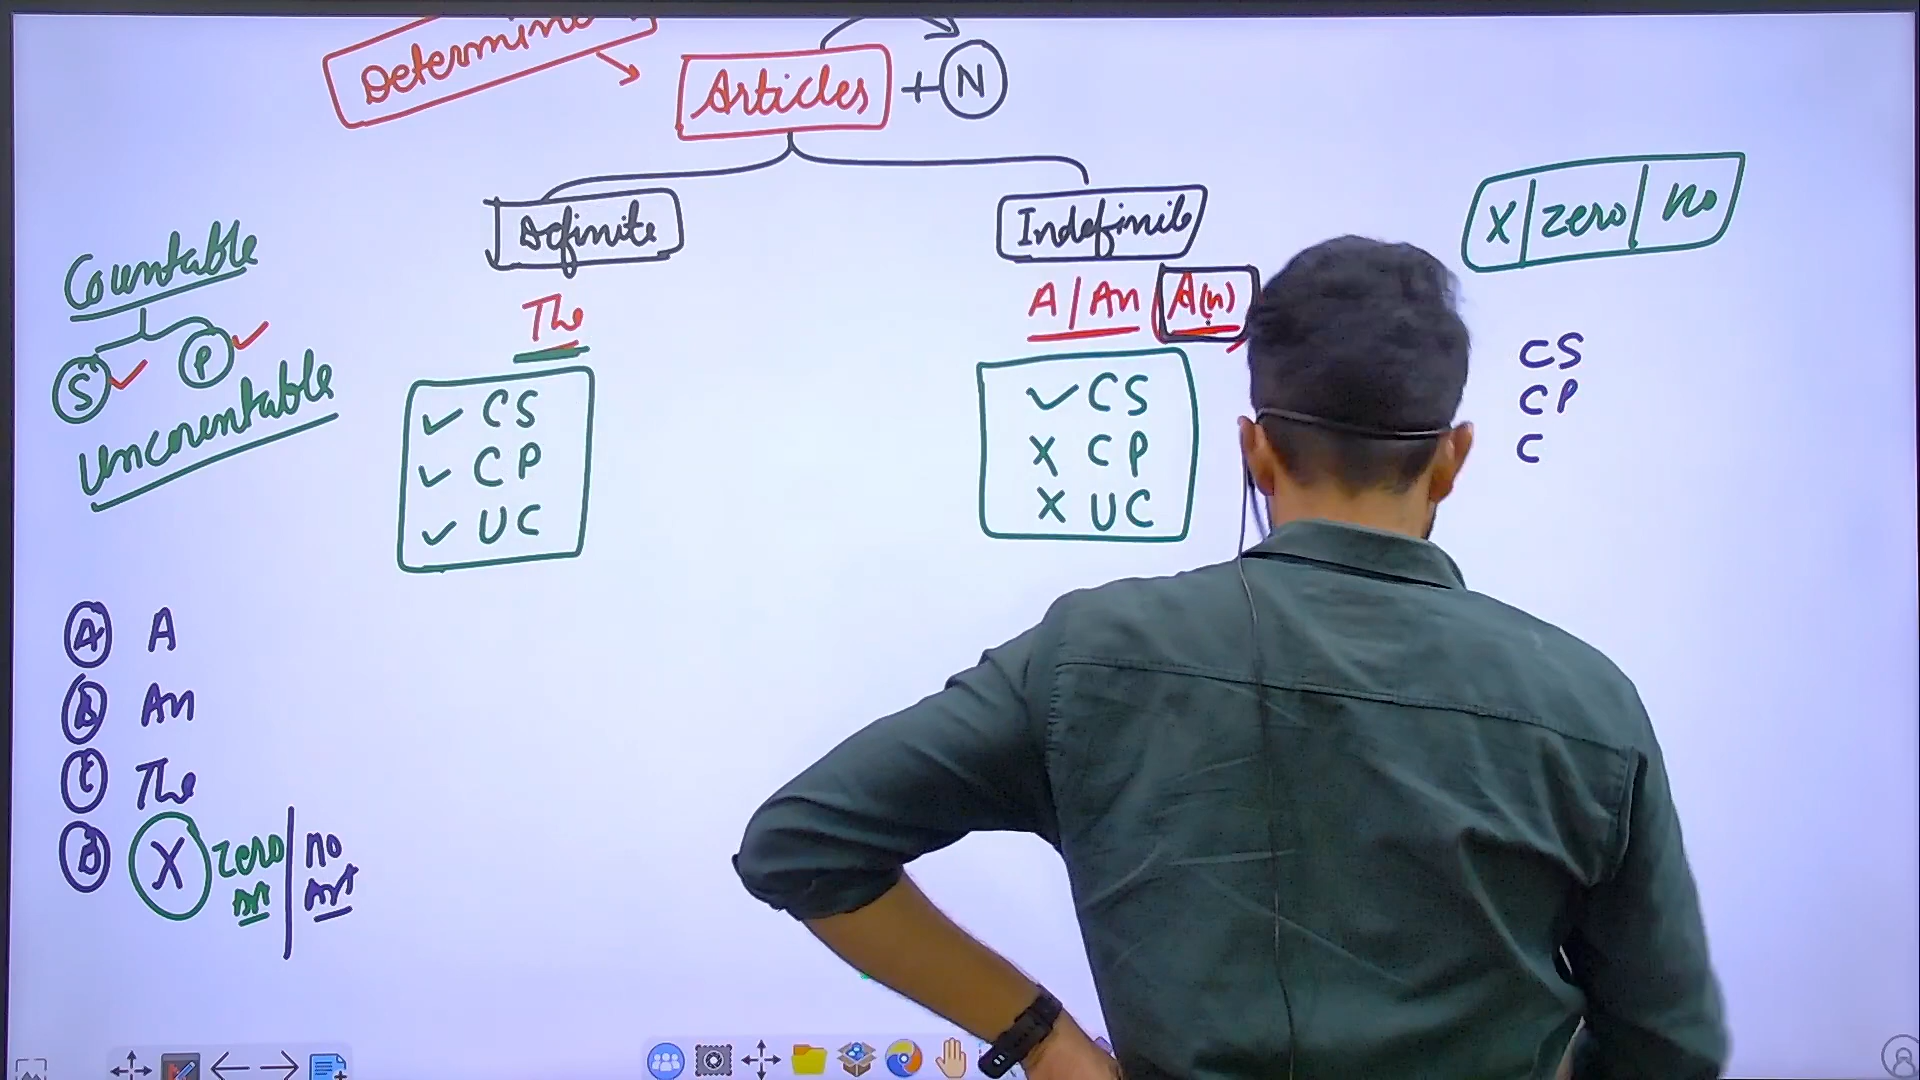 Articles + N
Definite
Indefinite
X | zero | no
Countable
S P
Uncountable
The
A / An A(n)
✓ CS
✓ CP
✓ UC
✓ CS
X CP
X UC
CS
CP
C
A A
B An
C The
D X zero Art | no Art